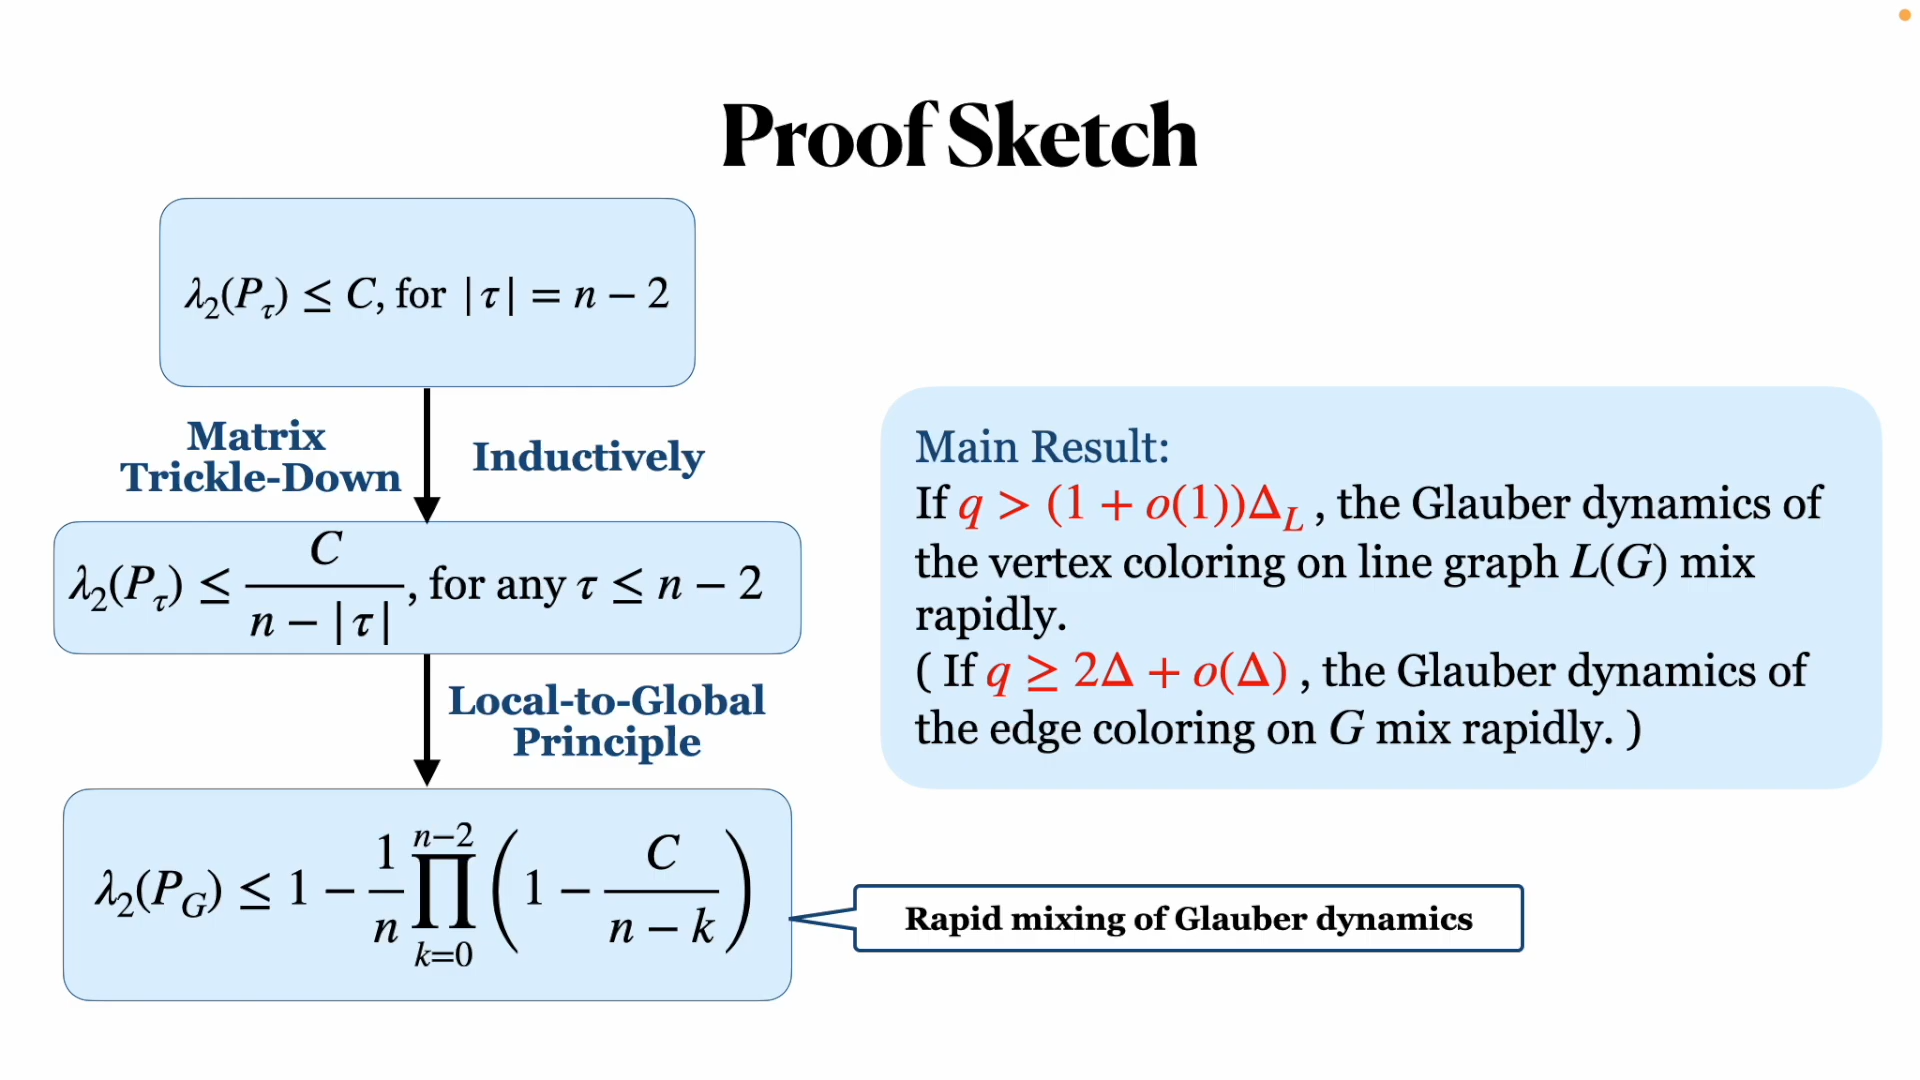 Proof Sketch
λ₂(P_τ) ≤ C, for |τ| = n − 2
Matrix
Trickle-Down
Inductively
λ₂(P_τ) ≤ C/(n − |τ|), for any τ ≤ n − 2
Local-to-Global
Principle
λ₂(P_G) ≤ 1 − 1/n ∏_{k=0}^{n−2} (1 − C/(n − k))
Main Result:
If q > (1 + o(1))Δ_L , the Glauber dynamics of
the vertex coloring on line graph L(G) mix
rapidly.
( If q ≥ 2Δ + o(Δ) , the Glauber dynamics of
the edge coloring on G mix rapidly. )
Rapid mixing of Glauber dynamics